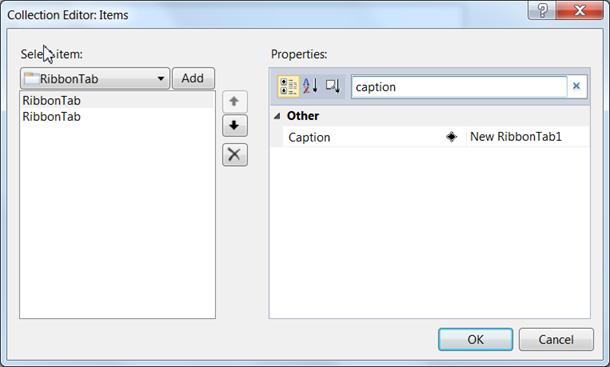 Collection Editor: Items
Select item:
RibbonTab
Add
RibbonTab
RibbonTab
Properties:
caption
Other
Caption
New RibbonTab1
OK
Cancel